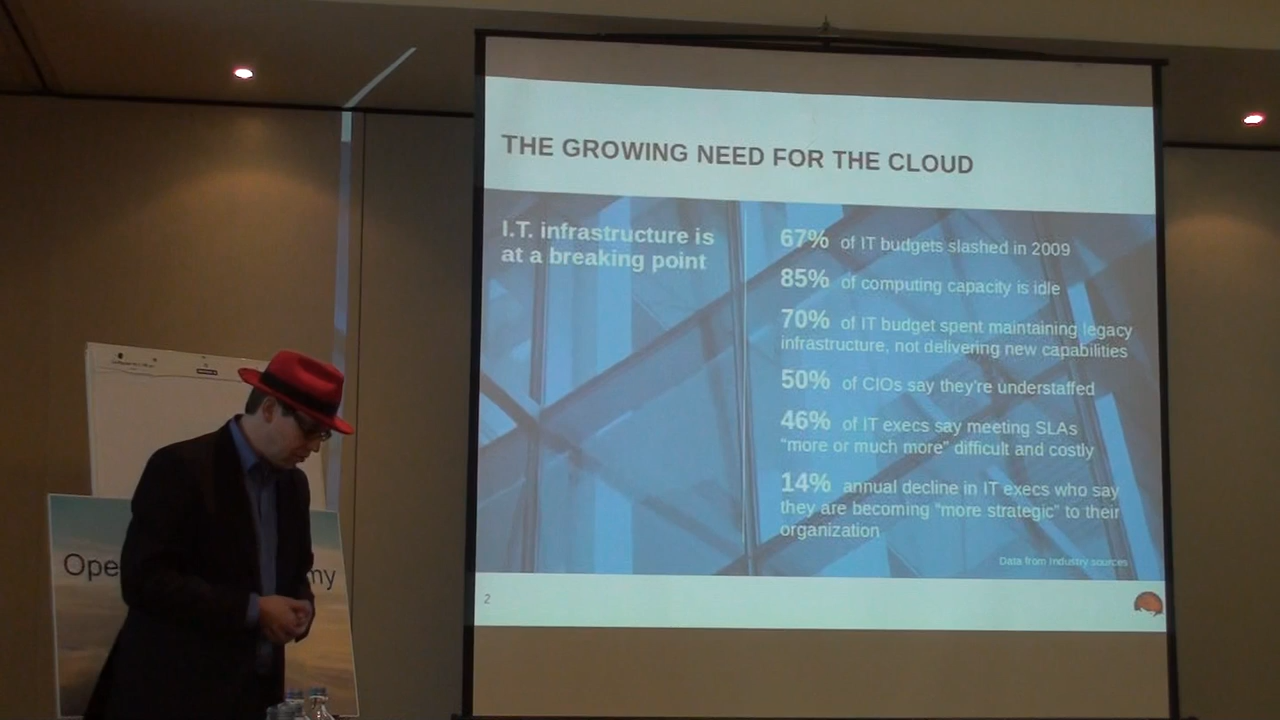 THE GROWING NEED FOR THE CLOUD
I.T. infrastructure is
at a breaking point
67% of IT budgets slashed in 2009
85% of computing capacity is idle
70% of IT budget spent maintaining legacy
infrastructure, not delivering new capabilities
50% of CIOs say they're understaffed
46% of IT execs say meeting SLAs
"more or much more" difficult and costly
14% annual decline in IT execs who say
they are becoming "more strategic" to their
organization
Data from Industry sources
2
Ope
my